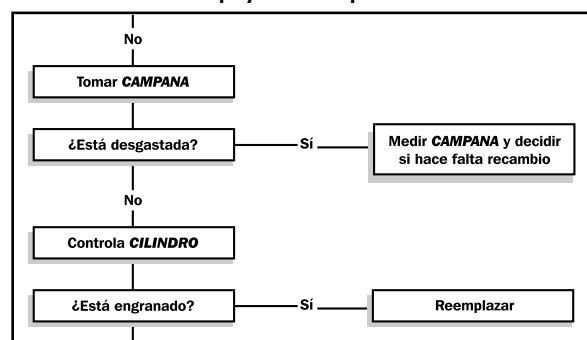 No
Tomar CAMPANA
¿Está desgastada?
Sí
Medir CAMPANA y decidir
si hace falta recambio
No
Controla CILINDRO
¿Está engranado?
Sí
Reemplazar